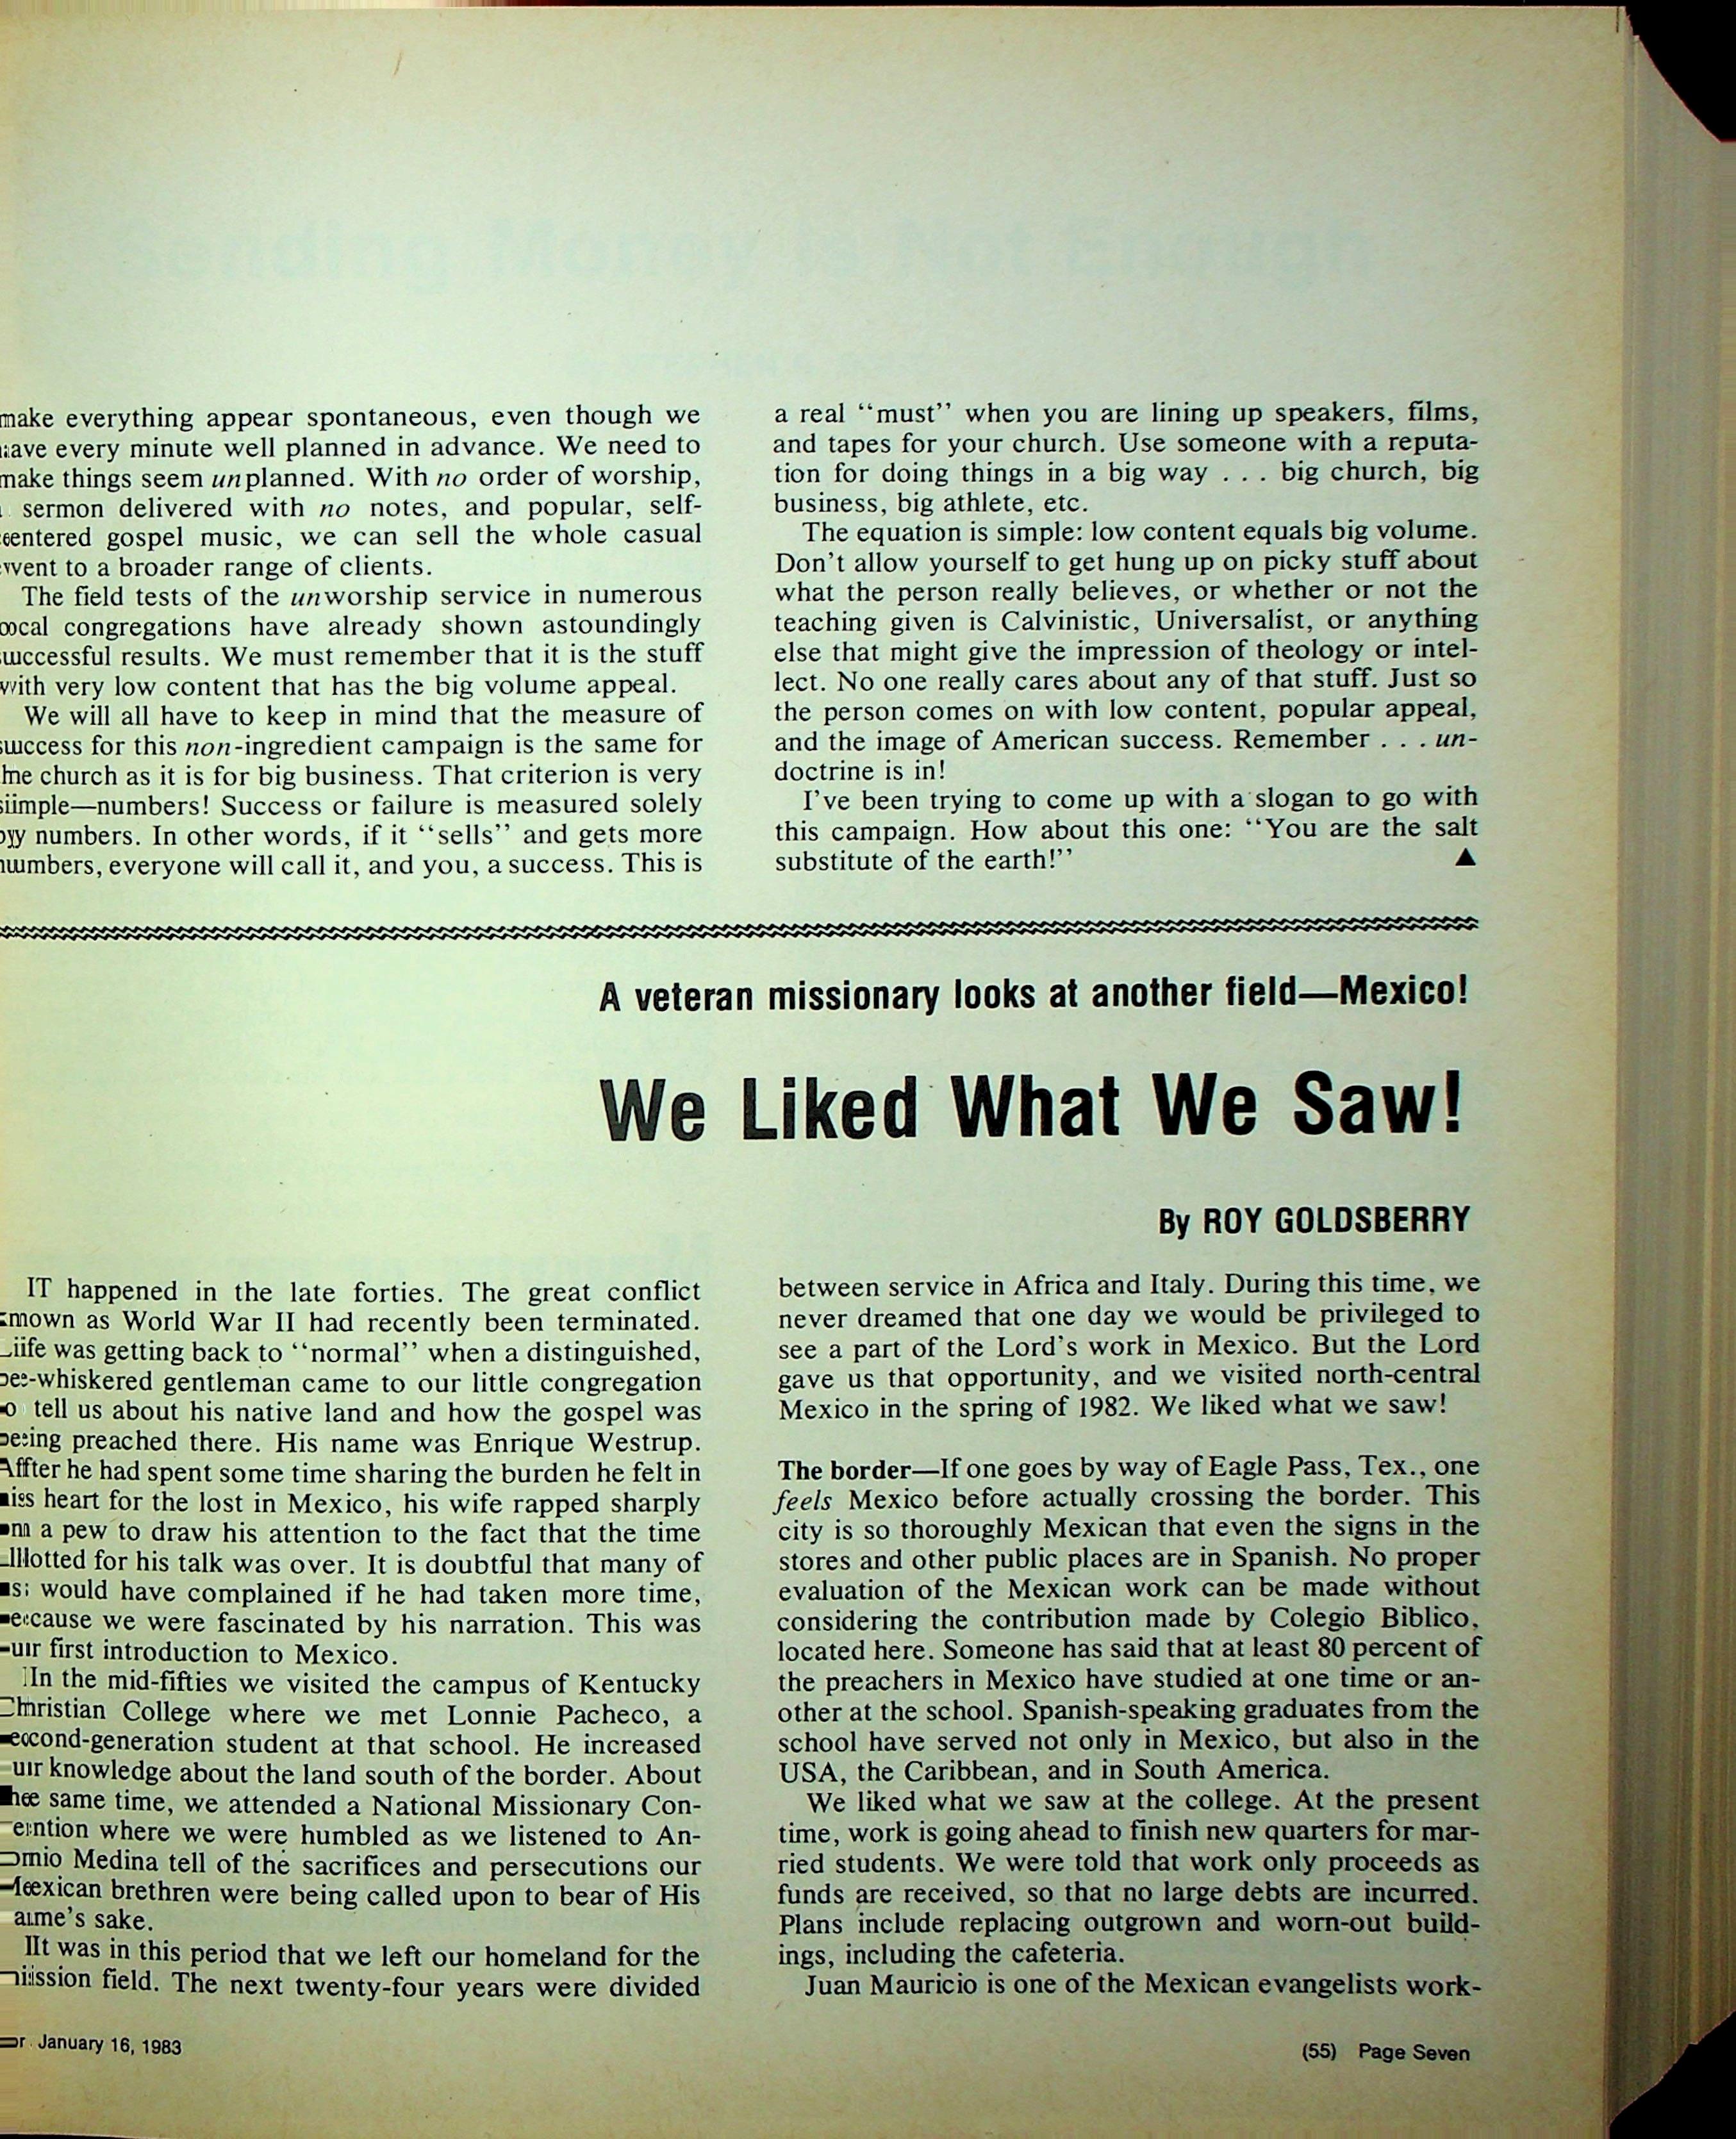 make everything appear spontaneous, even though we
have every minute well planned in advance. We need to
make things seem unplanned. With no order of worship,
sermon delivered with no notes, and popular, self-
centered gospel music, we can sell the whole casual
event to a broader range of clients.
The field tests of the unworship service in numerous
local congregations have already shown astoundingly
successful results. We must remember that it is the stuff
with very low content that has the big volume appeal.
We will all have to keep in mind that the measure of
success for this non-ingredient campaign is the same for
the church as it is for big business. That criterion is very
simple—numbers! Success or failure is measured solely
by numbers. In other words, if it “sells” and gets more
numbers, everyone will call it, and you, a success. This is
a real “must” when you are lining up speakers, films,
and tapes for your church. Use someone with a reputa-
tion for doing things in a big way . . . big church, big
business, big athlete, etc.
The equation is simple: low content equals big volume.
Don't allow yourself to get hung up on picky stuff about
what the person really believes, or whether or not the
teaching given is Calvinistic, Universalist, or anything
else that might give the impression of theology or intel-
lect. No one really cares about any of that stuff. Just so
the person comes on with low content, popular appeal,
and the image of American success. Remember . . . un-
doctrine is in!
I've been trying to come up with a slogan to go with
this campaign. How about this one: “You are the salt
substitute of the earth!” ▲
A veteran missionary looks at another field—Mexico!
We Liked What We Saw!
By ROY GOLDSBERRY
IT happened in the late forties. The great conflict
known as World War II had recently been terminated.
Life was getting back to “normal” when a distinguished,
be-whiskered gentleman came to our little congregation
to tell us about his native land and how the gospel was
being preached there. His name was Enrique Westrup.
After he had spent some time sharing the burden he felt in
his heart for the lost in Mexico, his wife rapped sharply
on a pew to draw his attention to the fact that the time
allotted for his talk was over. It is doubtful that many of
us would have complained if he had taken more time,
because we were fascinated by his narration. This was
our first introduction to Mexico.
In the mid-fifties we visited the campus of Kentucky
Christian College where we met Lonnie Pacheco, a
second-generation student at that school. He increased
our knowledge about the land south of the border. About
the same time, we attended a National Missionary Con-
vention where we were humbled as we listened to An-
tonio Medina tell of the sacrifices and persecutions our
Mexican brethren were being called upon to bear of His
name's sake.
It was in this period that we left our homeland for the
mission field. The next twenty-four years were divided
between service in Africa and Italy. During this time, we
never dreamed that one day we would be privileged to
see a part of the Lord's work in Mexico. But the Lord
gave us that opportunity, and we visited north-central
Mexico in the spring of 1982. We liked what we saw!
The border—If one goes by way of Eagle Pass, Tex., one
feels Mexico before actually crossing the border. This
city is so thoroughly Mexican that even the signs in the
stores and other public places are in Spanish. No proper
evaluation of the Mexican work can be made without
considering the contribution made by Colegio Biblico,
located here. Someone has said that at least 80 percent of
the preachers in Mexico have studied at one time or an-
other at the school. Spanish-speaking graduates from the
school have served not only in Mexico, but also in the
USA, the Caribbean, and in South America.
We liked what we saw at the college. At the present
time, work is going ahead to finish new quarters for mar-
ried students. We were told that work only proceeds as
funds are received, so that no large debts are incurred.
Plans include replacing outgrown and worn-out build-
ings, including the cafeteria.
Juan Mauricio is one of the Mexican evangelists work-
January 16, 1983
(55) Page Seven